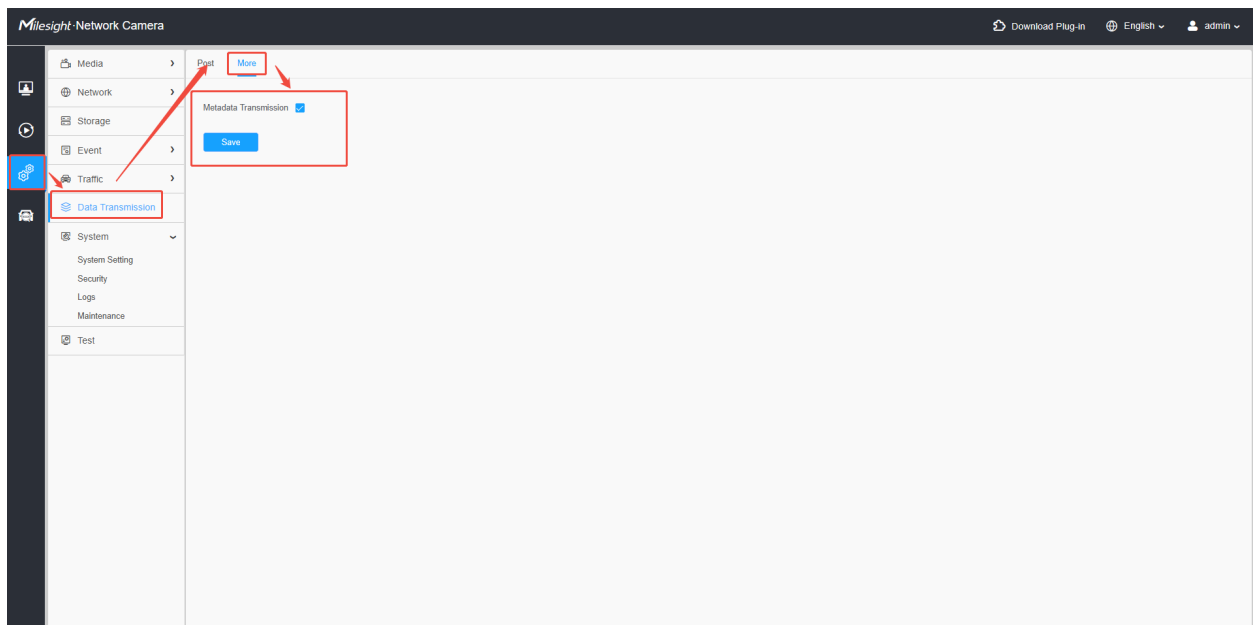 Milesight·Network Camera
Download Plug-in
English
admin
Media
Network
Storage
Event
Traffic
Data Transmission
System
System Setting
Security
Logs
Maintenance
Test
Post More
Metadata Transmission
Save